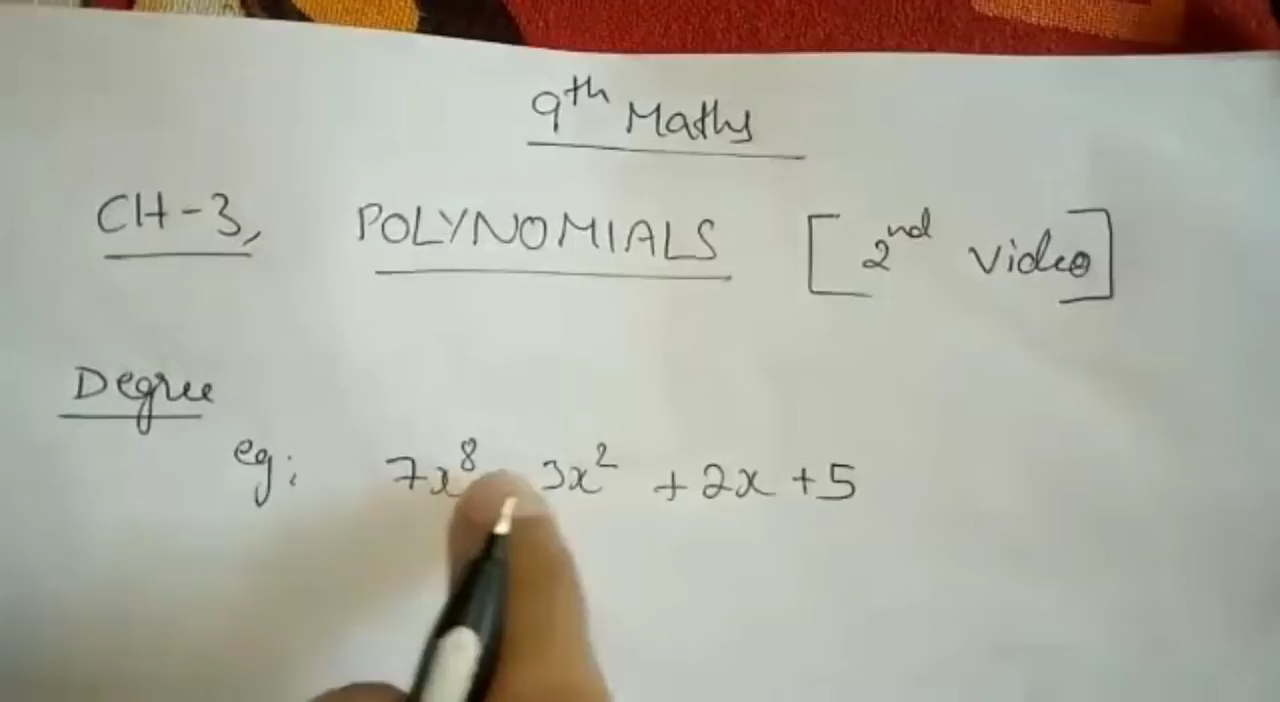 9th Maths
CH-3, POLYNOMIALS [2nd Video]
Degree
eg: 7x⁸ 3x² + 2x + 5